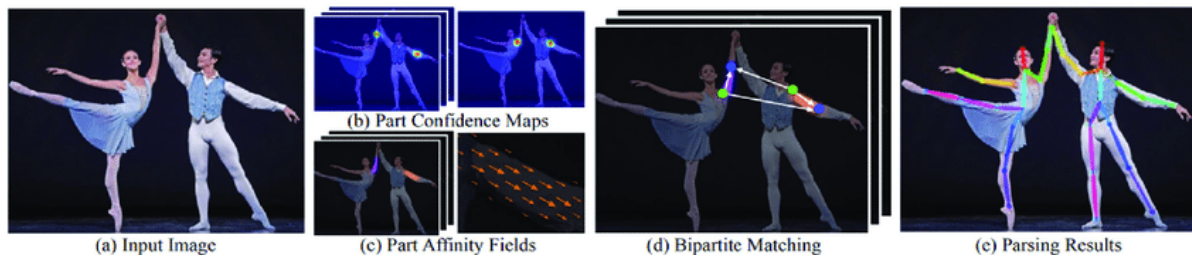 (b) Part Confidence Maps
(a) Input Image
(c) Part Affinity Fields
(d) Bipartite Matching
(e) Parsing Results